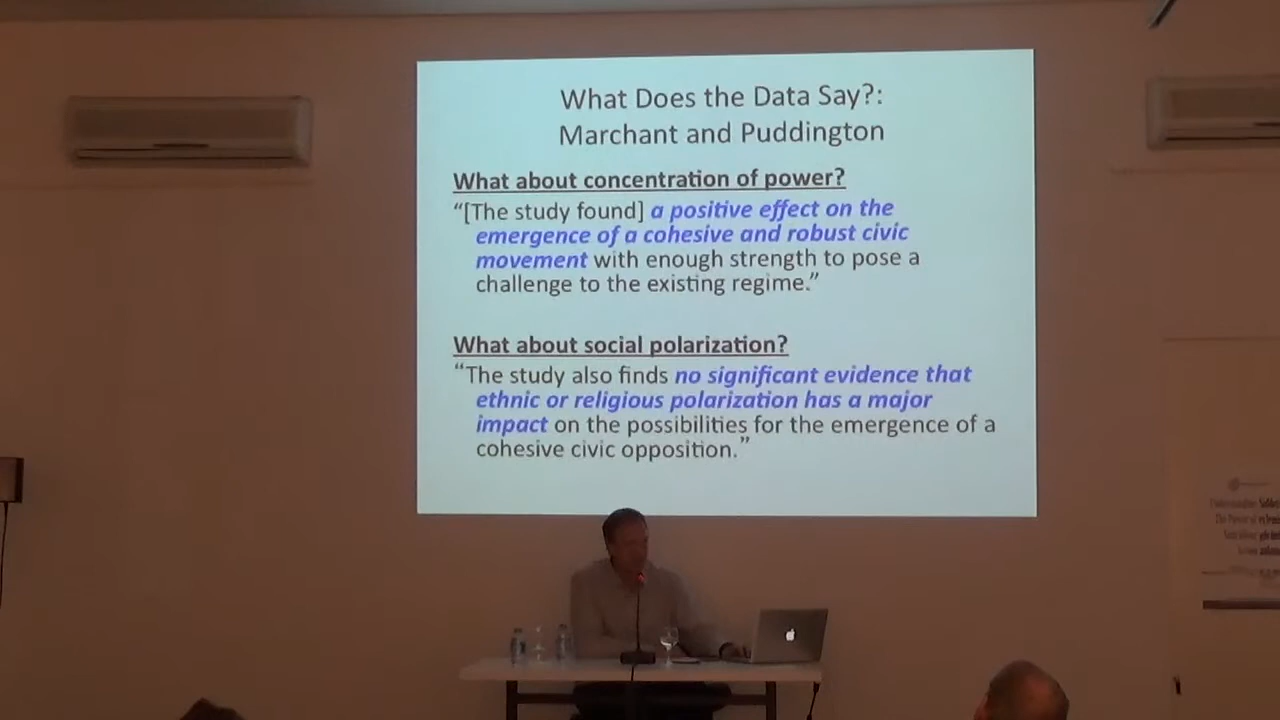 What Does the Data Say?:
Marchant and Puddington
What about concentration of power?
“[The study found] a positive effect on the
emergence of a cohesive and robust civic
movement with enough strength to pose a
challenge to the existing regime.”
What about social polarization?
“The study also finds no significant evidence that
ethnic or religious polarization has a major
impact on the possibilities for the emergence of a
cohesive civic opposition.”